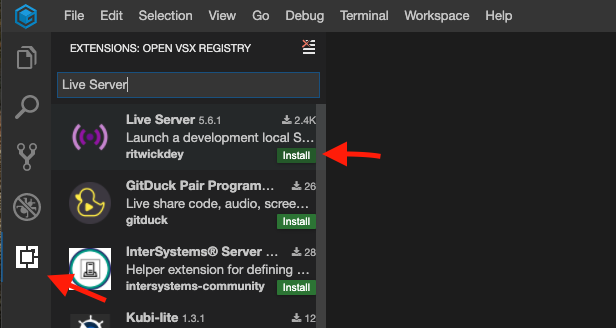 File Edit Selection View Go Debug Terminal Workspace Help
EXTENSIONS: OPEN VSX REGISTRY
Live Server
Live Server 5.6.1 2.4K
Launch a development local S...
ritwickdey Install
GitDuck Pair Program... 26
Live share code, audio, scree...
gitduck Install
InterSystems® Server ... 28
Helper extension for defining ...
intersystems-community Install
Kubi-lite 1.3.1 12